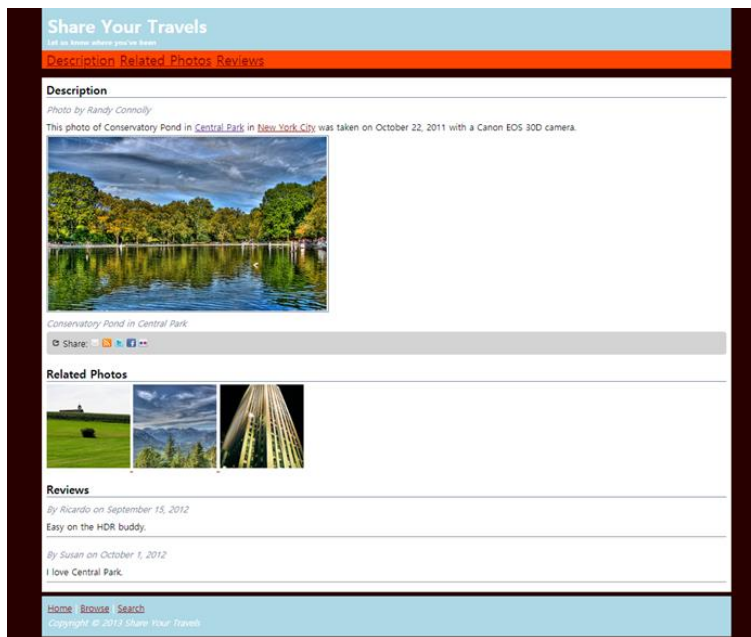 Share Your Travels
Let us know where you've been
Description Related Photos Reviews
Description
Photo by Randy Connolly
This photo of Conservatory Pond in Central Park in New York City was taken on October 22, 2011 with a Canon EOS 30D camera.
Conservatory Pond in Central Park
Share:
Related Photos
Reviews
By Ricardo on September 15, 2012
Easy on the HDR buddy.
By Susan on October 1, 2012
I love Central Park.
Home | Browse | Search
Copyright © 2013 Share Your Travels